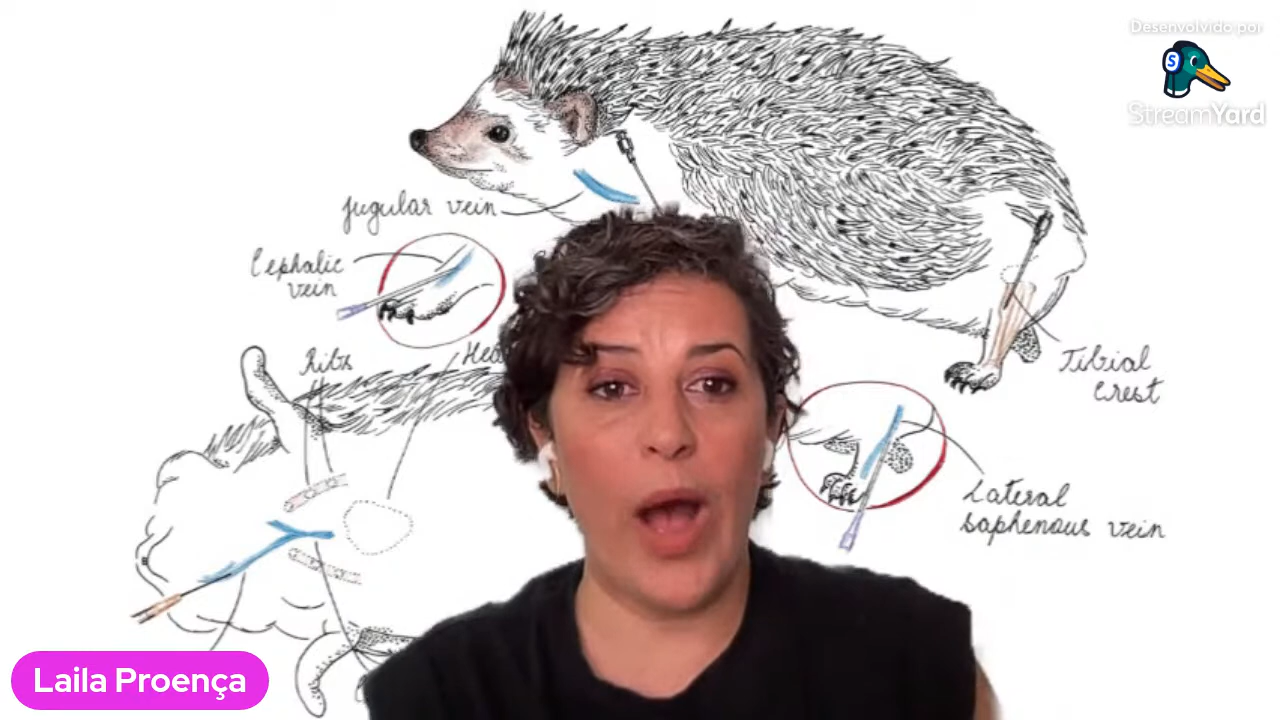 Desenvolvido por
S
StreamYard
Jugular vein
Cephalic
vein
Ribs
Tibial
Crest
Lateral
saphenous vein
Laila Proença